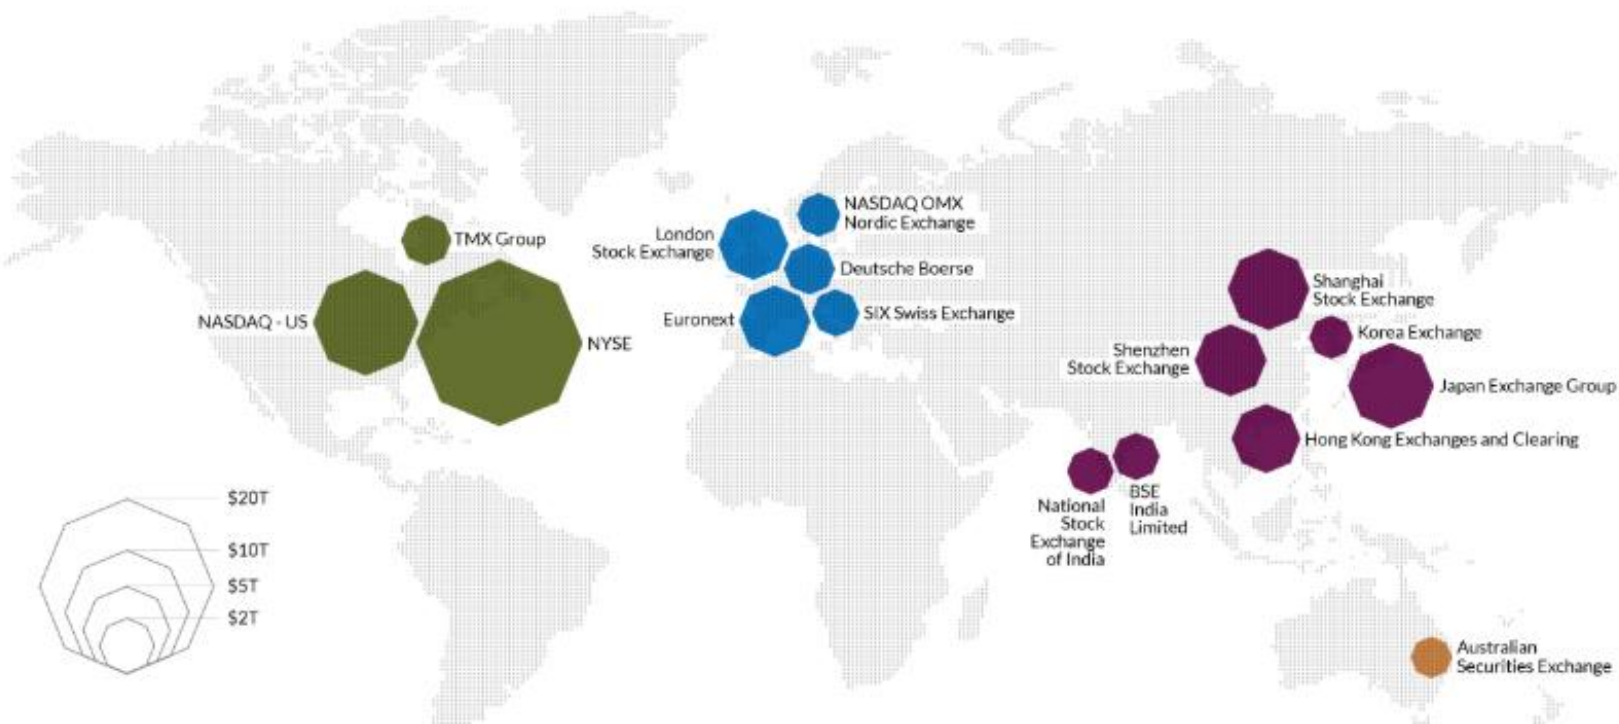 NASDAQ OMX
Nordic Exchange
London
Stock Exchange
TMX Group
Deutsche Boerse
Shanghai
Stock Exchange
SIX Swiss Exchange
Euronext
NASDAQ - US
Korea Exchange
NYSE
Shenzhen
Stock Exchange
Japan Exchange Group
Hong Kong Exchanges and Clearing
National
Stock
Exchange
of India
BSE
India
Limited
$20T
$10T
$5T
$2T
Australian
Securities Exchange